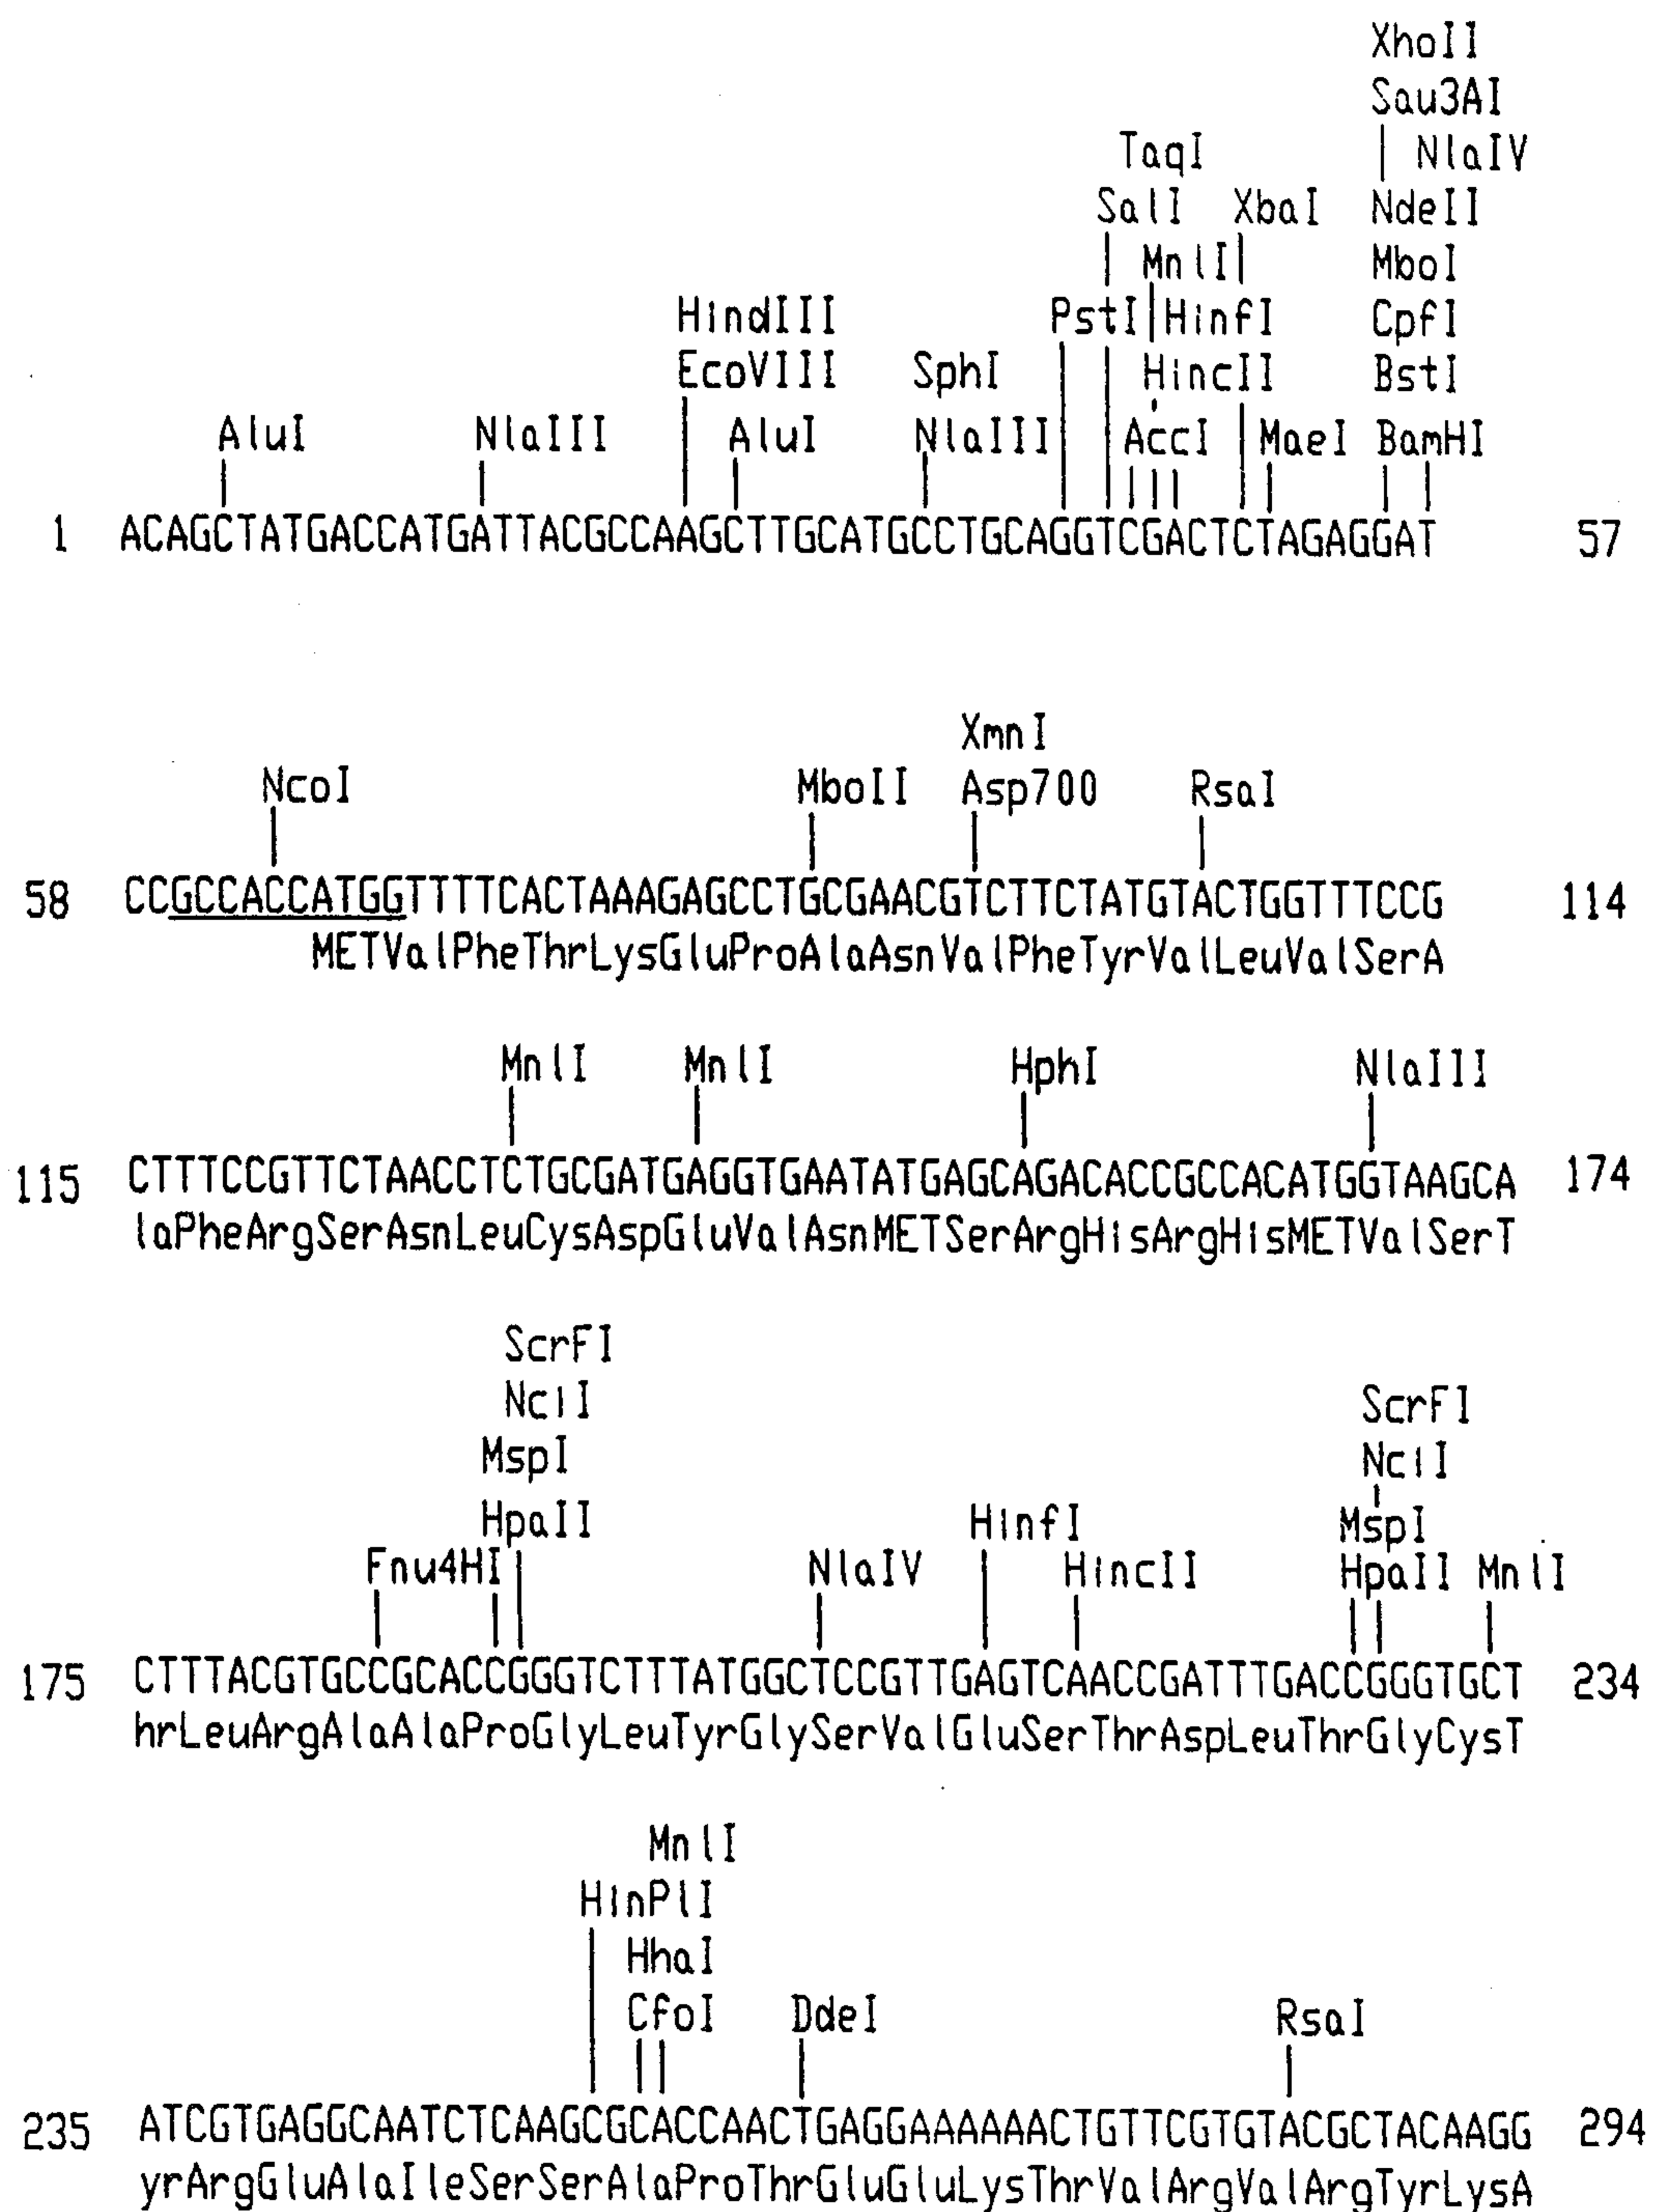 XhoII
Sau3AI
TaqI NlaIV
SalI XbaI NdeII
MnlI MboI
HindIII PstI HinfI CpfI
EcoVIII SphI HincII BstI
AluI NlaIII AluI NlaIII AccI MaeI BamHI
1 ACAGCTATGACCATGATTACGCCAAGCTTGCATGCCTGCAGGTCGACTCTAGAGGAT 57
XmnI
NcoI MboII Asp700 RsaI
58 CCGCCACCATGGTTTTCACTAAAGAGCCTGCGAACGTCTTCTATGTACTGGTTTCCG 114
METValPheThrLysGluProAlaAsnValPheTyrValLeuValSerA
MnlI MnlI HphI NlaIII
115 CTTTCCGTTCTAACCTCTGCGATGAGGTGAATATGAGCAGACACCGCCACATGGTAAGCA 174
laPheArgSerAsnLeuCysAspGluValAsnMETSerArgHisArgHisMETValSerT
ScrFI
NciI ScrFI
MspI NciI
HpaII HinfI MspI
Fnu4HI NlaIV HincII HpaII MnlI
175 CTTTACGTGCCGCACCGGGTCTTTATGGCTCCGTTGAGTCAACCGATTTGACCGGGTGCT 234
hrLeuArgAlaAlaProGlyLeuTyrGlySerValGluSerThrAspLeuThrGlyCysT
MnlI
HinPlI
HhaI
CfoI DdeI RsaI
235 ATCGTGAGGCAATCTCAAGCGCACCAACTGAGGAAAAAACTGTTCGTGTACGCTACAAGG 294
yrArgGluAlaIleSerSerAlaProThrGluGluLysThrValArgValArgTyrLysA